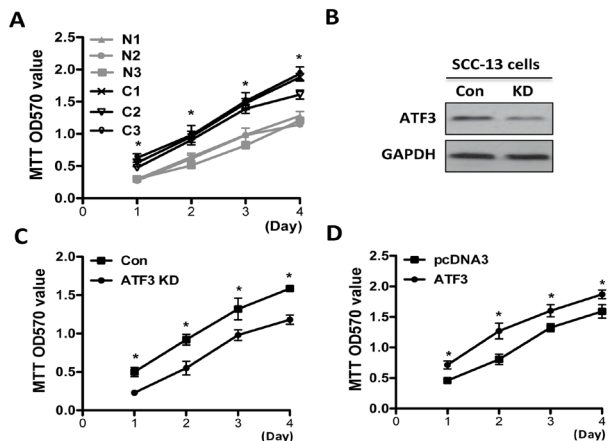 A
N1
N2
N3
C1
C2
C3
MTT OD570 value
2.5
2.0
1.5
1.0
0.5
0.0
* * * *
0 1 2 3 4
(Day)
B
SCC-13 cells
Con KD
ATF3
GAPDH
C
Con
ATF3 KD
MTT OD570 value
2.0
1.5
1.0
0.5
0.0
* * * *
0 1 2 3 4
(Day)
D
pcDNA3
ATF3
MTT OD570 value
2.5
2.0
1.5
1.0
0.5
0.0
* * * *
0 1 2 3 4
(Day)